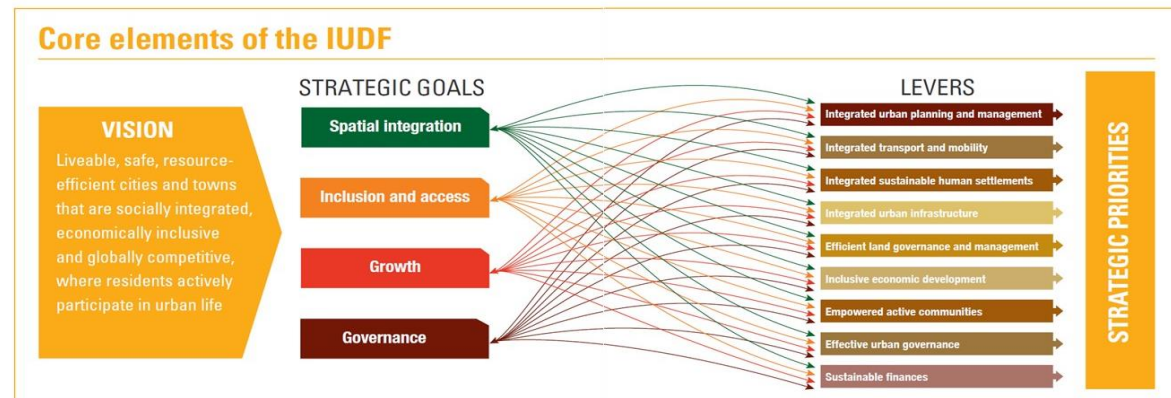 Core elements of the IUDF
VISION
Liveable, safe, resource-
efficient cities and towns
that are socially integrated,
economically inclusive
and globally competitive,
where residents actively
participate in urban life
STRATEGIC GOALS
Spatial integration
Inclusion and access
Growth
Governance
LEVERS
Integrated urban planning and management
Integrated transport and mobility
Integrated sustainable human settlements
Integrated urban infrastructure
Efficient land governance and management
Inclusive economic development
Empowered active communities
Effective urban governance
Sustainable finances
STRATEGIC PRIORITIES